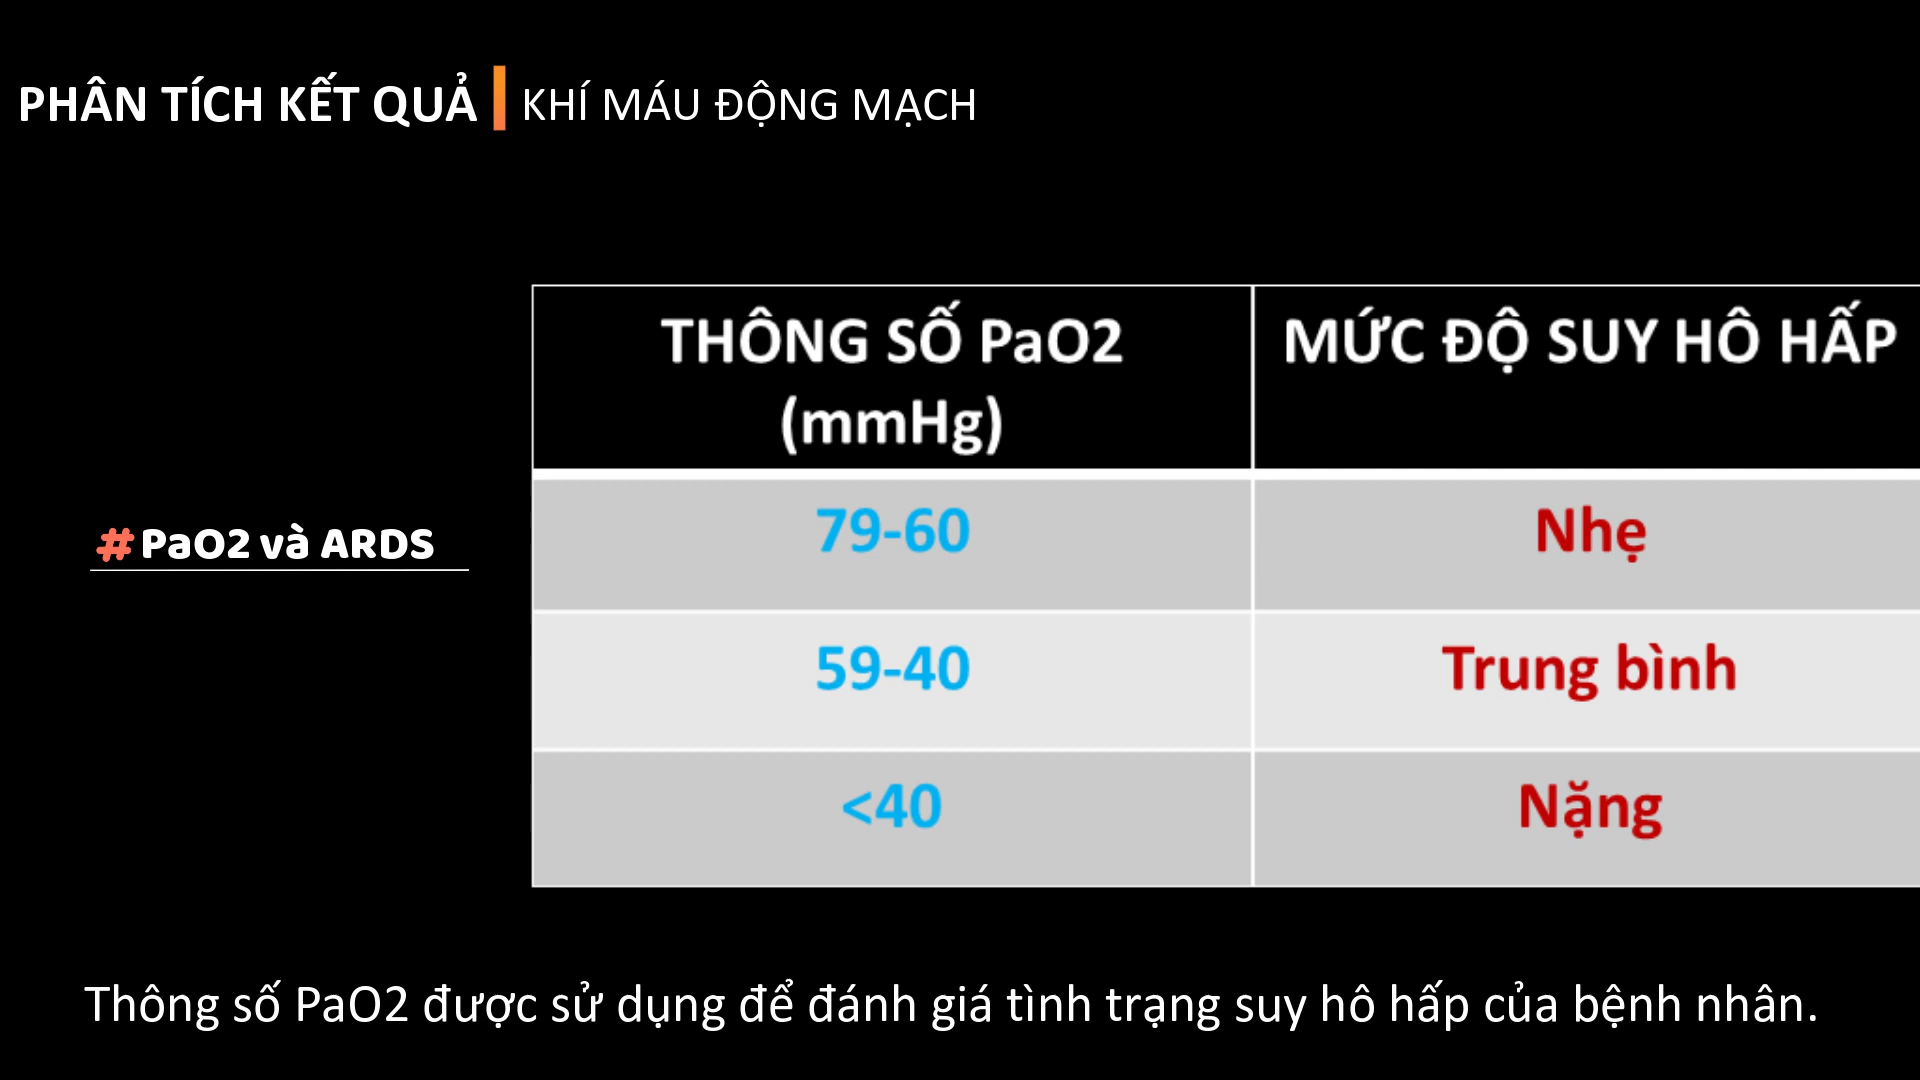 PHÂN TÍCH KẾT QUẢ KHÍ MÁU ĐỘNG MẠCH
THÔNG SỐ PaO2 (mmHg)
MỨC ĐỘ SUY HÔ HẤP
#PaO2 và ARDS
79-60 Nhẹ
59-40 Trung bình
<40 Nặng
Thông số PaO2 được sử dụng để đánh giá tình trạng suy hô hấp của bệnh nhân.